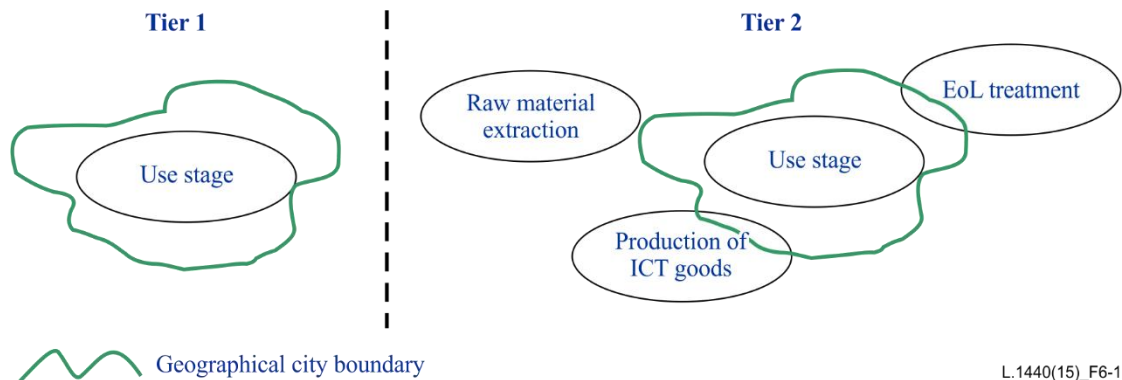 Tier 1
Tier 2
Use stage
Raw material
extraction
EoL treatment
Use stage
Production of
ICT goods
Geographical city boundary
L.1440(15)_F6-1